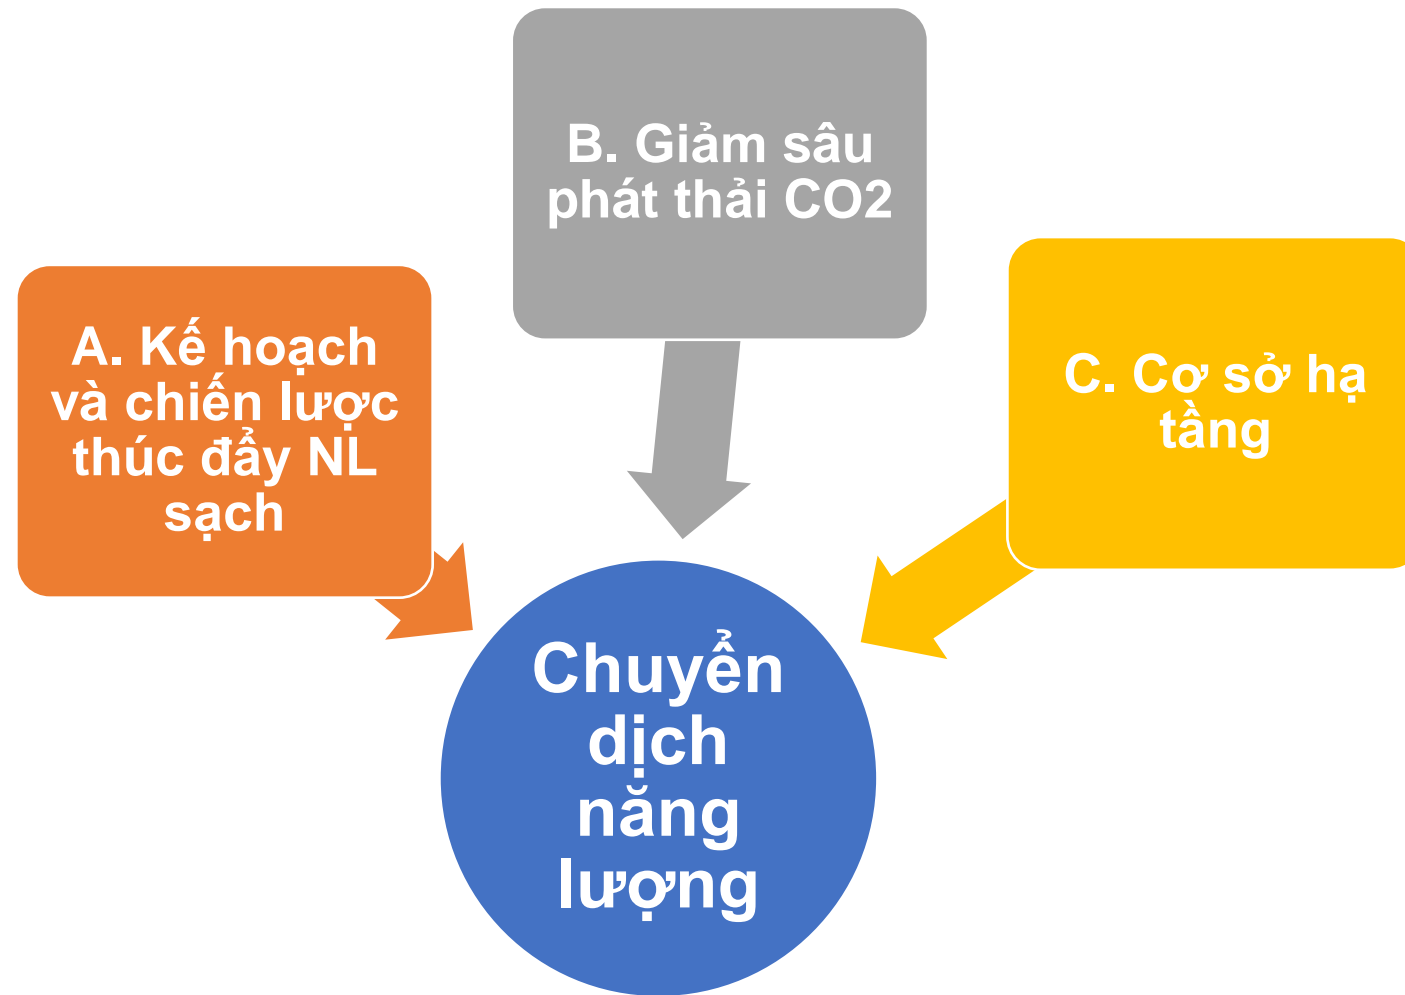 B. Giảm sâu
phát thải CO2
A. Kế hoạch
và chiến lược
thúc đẩy NL
sạch
C. Cơ sở hạ
tầng
Chuyển
dịch
năng
lượng